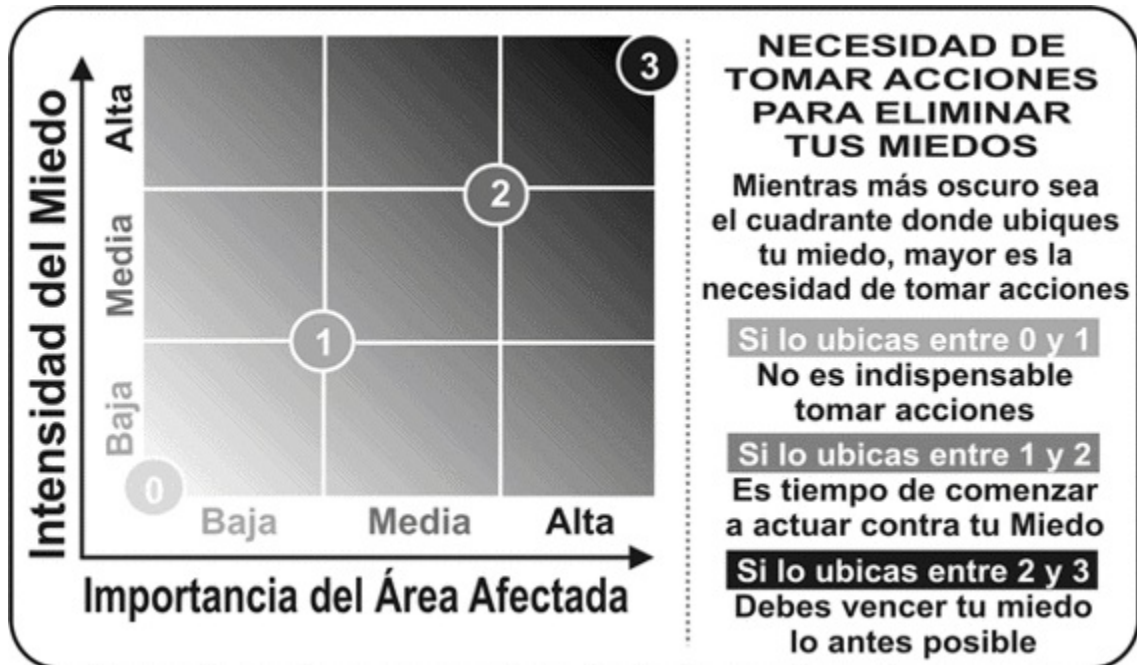 Intensidad del Miedo
Alta
Media
Baja
3
2
1
0
Baja
Media
Alta
Importancia del Área Afectada
NECESIDAD DE
TOMAR ACCIONES
PARA ELIMINAR
TUS MIEDOS
Mientras más oscuro sea
el cuadrante donde ubiques
tu miedo, mayor es la
necesidad de tomar acciones
Si lo ubicas entre 0 y 1
No es indispensable
tomar acciones
Si lo ubicas entre 1 y 2
Es tiempo de comenzar
a actuar contra tu Miedo
Si lo ubicas entre 2 y 3
Debes vencer tu miedo
lo antes posible